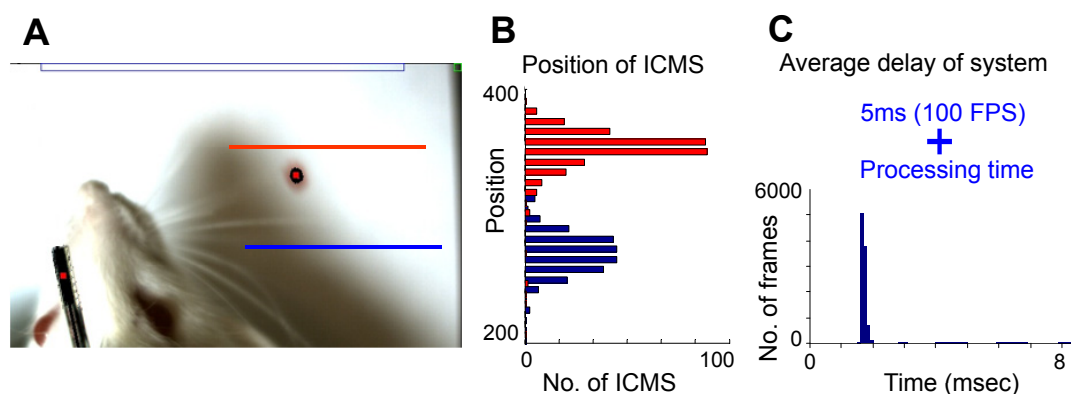 A
B
Position of ICMS
400
Position
200
0
100
No. of ICMS
C
Average delay of system
5ms (100 FPS)
+
Processing time
6000
No. of frames
0
0
8
Time (msec)